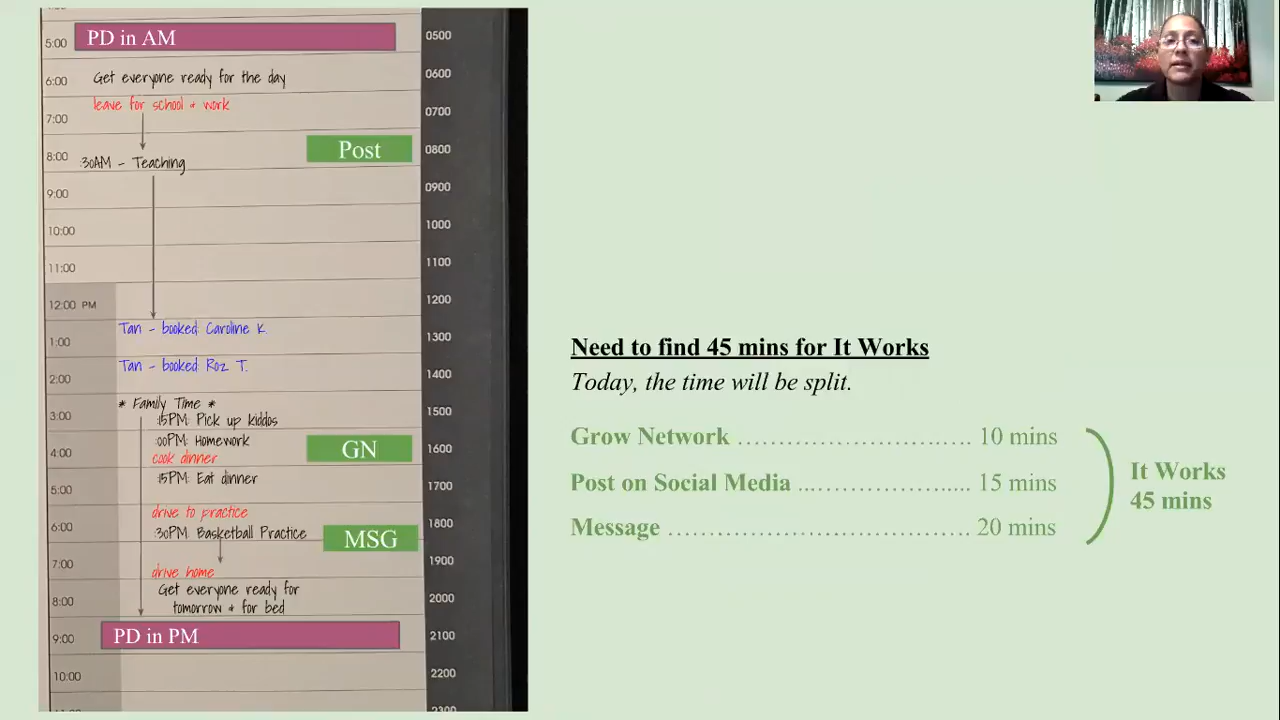 5:00 PD in AM 0500
6:00 Get everyone ready for the day 0600
leave for school & work
7:00 0700
8:00 :30AM - Teaching Post 0800
9:00 0900
10:00 1000
11:00 1100
12:00 PM 1200
Tan - booked Caroline K.
1:00 1300
Tan - booked Roz T.
2:00 1400
* Family Time *
3:00 :15PM: Pick up kiddos 1500
:00PM: Homework
4:00 cook dinner GN 1600
:15PM: Eat dinner
5:00 1700
drive to practice
6:00 :30PM: Basketball Practice MSG 1800
7:00 drive home 1900
Get everyone ready for
8:00 tomorrow & for bed 2000
9:00 PD in PM 2100
10:00 2200
2300
Need to find 45 mins for It Works
Today, the time will be split.
Grow Network ………………………. 10 mins
Post on Social Media ...……………….... 15 mins
Message ……………………………. 20 mins
It Works
45 mins